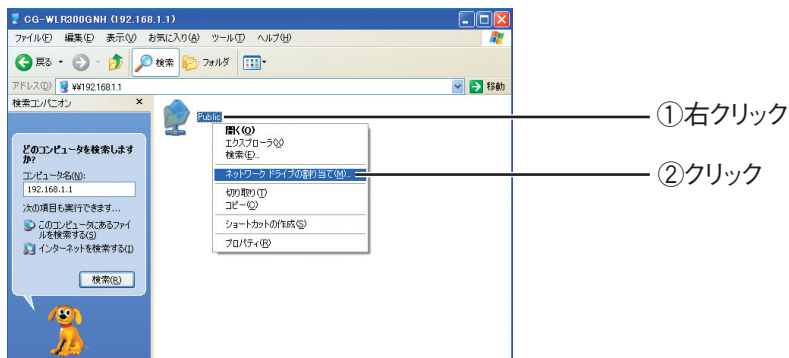 CG-WLR300GNH (192.168.1.1)
ファイル(F) 編集(E) 表示(V) お気に入り(A) ツール(T) ヘルプ(H)
戻る 検索 フォルダ
アドレス(D) ¥¥192.168.1.1 移動
検索コンパニオン ×
Public
①右クリック
開く(O)
エクスプローラ(X)
検索(E)...
ネットワーク ドライブの割り当て(M)...
②クリック
切り取り(T)
コピー(C)
ショートカットの作成(S)
プロパティ(R)
どのコンピュータを検索します
か?
コンピュータ名(N):
192.168.1.1
次の項目も実行できます...
このコンピュータにあるファイ
ルを検索する(S)
インターネットを検索する(I)
検索(R)